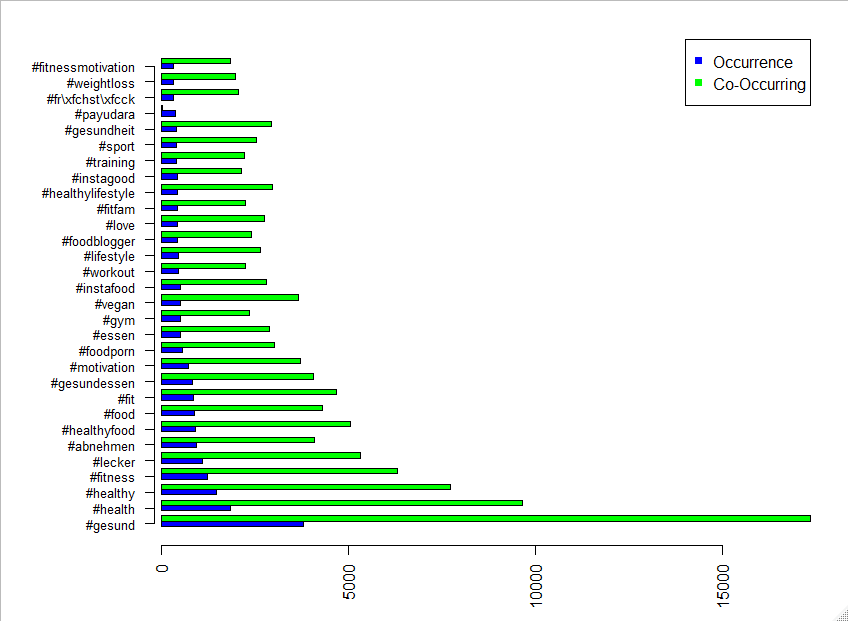 Occurrence
Co-Occurring
#fitnessmotivation
#weightloss
#fr\xfchst\xfcck
#payudara
#gesundheit
#sport
#training
#instagood
#healthylifestyle
#fitfam
#love
#foodblogger
#lifestyle
#workout
#instafood
#vegan
#gym
#essen
#foodporn
#motivation
#gesundessen
#fit
#food
#healthyfood
#abnehmen
#lecker
#fitness
#healthy
#health
#gesund
0
5000
10000
15000